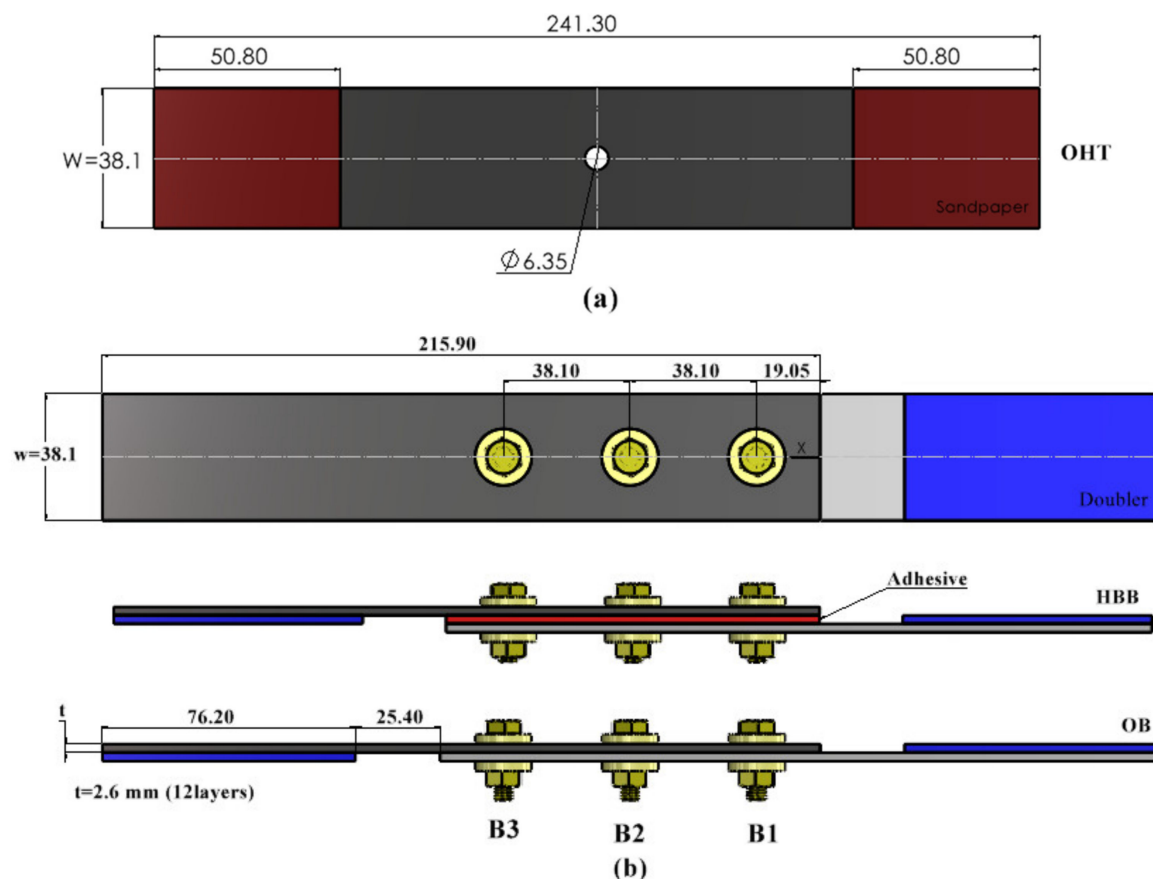 241.30
50.80
50.80
W=38.1
OHT
Sandpaper
∅6.35
(a)
215.90
38.10
38.10
19.05
w=38.1
X
Doubler
Adhesive
HBB
t
76.20
25.40
OB
t=2.6 mm (12layers)
B3
B2
B1
(b)